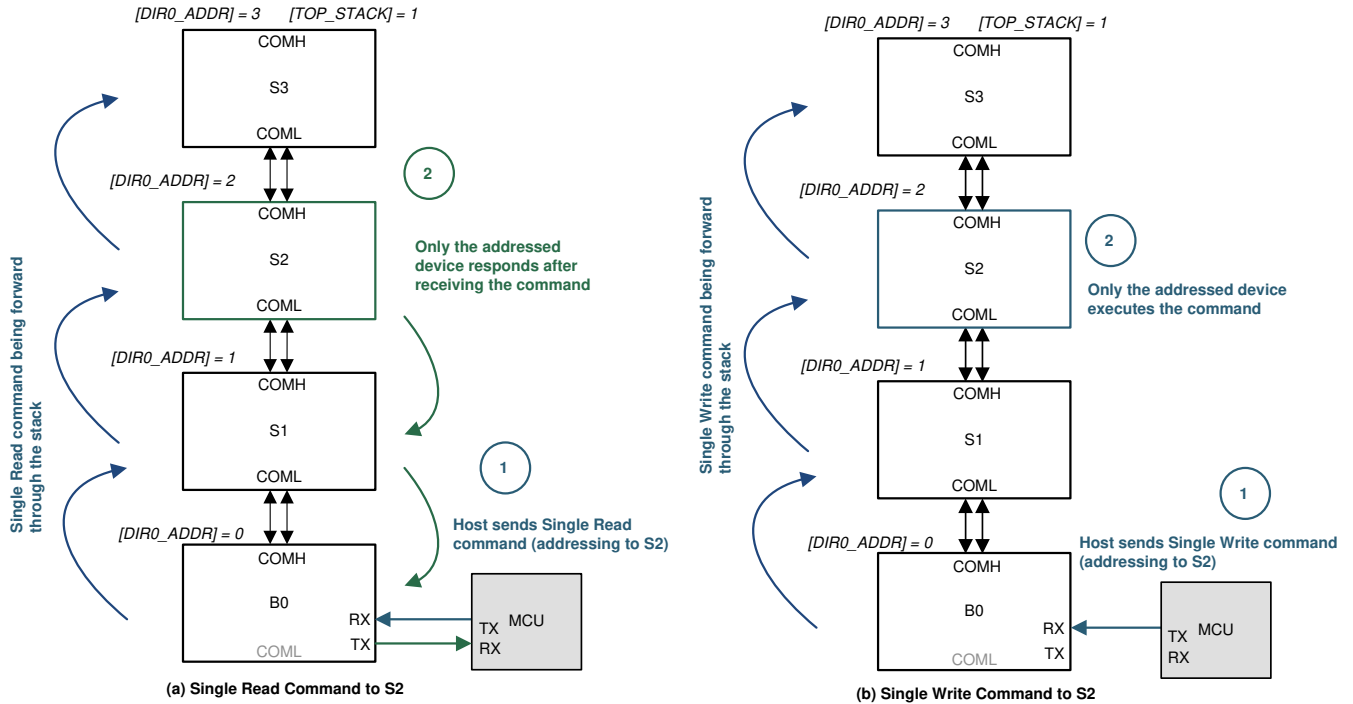 [DIR0_ADDR] = 3 [TOP_STACK] = 1
COMH
S3
COML
[DIR0_ADDR] = 2
COMH
S2
COML
[DIR0_ADDR] = 1
COMH
S1
COML
[DIR0_ADDR] = 0
COMH
B0
RX
TX
COML
TX
RX
MCU
Single Read command being forward
through the stack
2
Only the addressed
device responds after
receiving the command
1
Host sends Single Read
command (addressing to S2)
(a) Single Read Command to S2
[DIR0_ADDR] = 3 [TOP_STACK] = 1
COMH
S3
COML
[DIR0_ADDR] = 2
COMH
S2
COML
[DIR0_ADDR] = 1
COMH
S1
COML
[DIR0_ADDR] = 0
COMH
B0
RX
TX
COML
TX
RX
MCU
Single Write command being forward
through the stack
2
Only the addressed device
executes the command
1
Host sends Single Write command
(addressing to S2)
(b) Single Write Command to S2